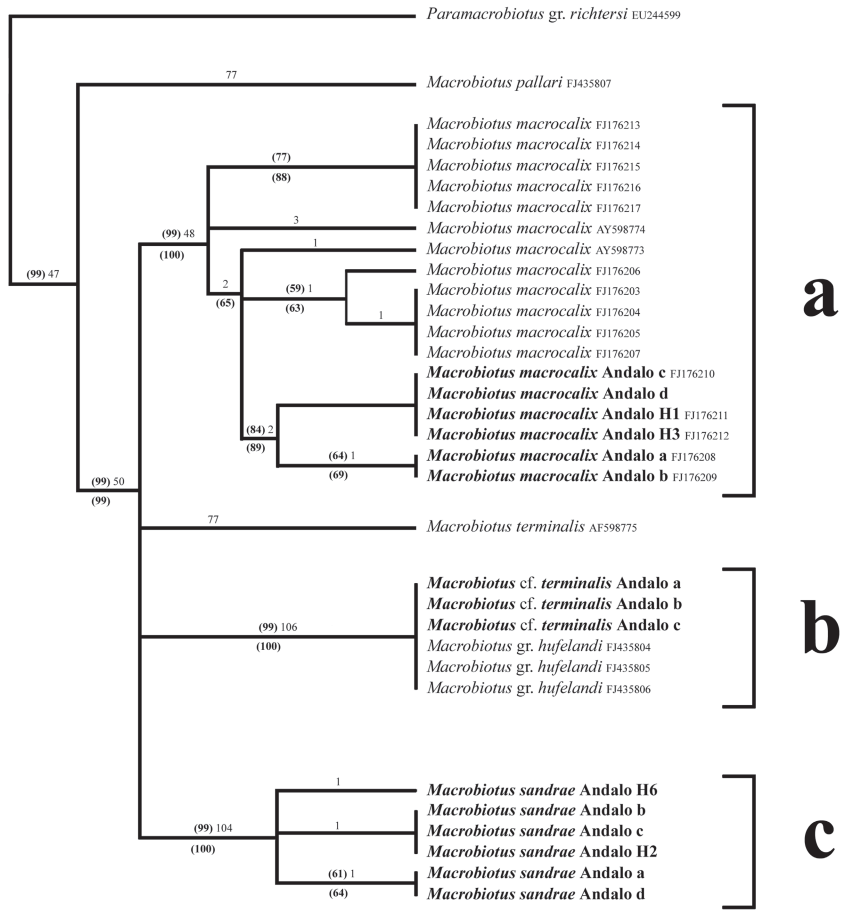 Paramacrobiotus gr. richtersi EU244599
77
Macrobiotus pallari FJ435807
Macrobiotus macrocalix FJ176213
Macrobiotus macrocalix FJ176214
(77)
Macrobiotus macrocalix FJ176215
(88)
Macrobiotus macrocalix FJ176216
Macrobiotus macrocalix FJ176217
3
Macrobiotus macrocalix AY598774
(99) 48
(100)
1
Macrobiotus macrocalix AY598773
(99) 47
2
(65)
Macrobiotus macrocalix FJ176206
(59) 1
(63)
Macrobiotus macrocalix FJ176203
a
1
Macrobiotus macrocalix FJ176204
Macrobiotus macrocalix FJ176205
Macrobiotus macrocalix FJ176207
Macrobiotus macrocalix Andalo c FJ176210
Macrobiotus macrocalix Andalo d
Macrobiotus macrocalix Andalo H1 FJ176211
(84) 2
(89)
Macrobiotus macrocalix Andalo H3 FJ176212
(64) 1
(69)
Macrobiotus macrocalix Andalo a FJ176208
Macrobiotus macrocalix Andalo b FJ176209
(99) 50
(99)
77
Macrobiotus terminalis AF598775
Macrobiotus cf. terminalis Andalo a
Macrobiotus cf. terminalis Andalo b
(99) 106
(100)
Macrobiotus cf. terminalis Andalo c
b
Macrobiotus gr. hufelandi FJ435804
Macrobiotus gr. hufelandi FJ435805
Macrobiotus gr. hufelandi FJ435806
1
Macrobiotus sandrae Andalo H6
Macrobiotus sandrae Andalo b
(99) 104
(100)
1
Macrobiotus sandrae Andalo c
c
Macrobiotus sandrae Andalo H2
(61) 1
(64)
Macrobiotus sandrae Andalo a
Macrobiotus sandrae Andalo d